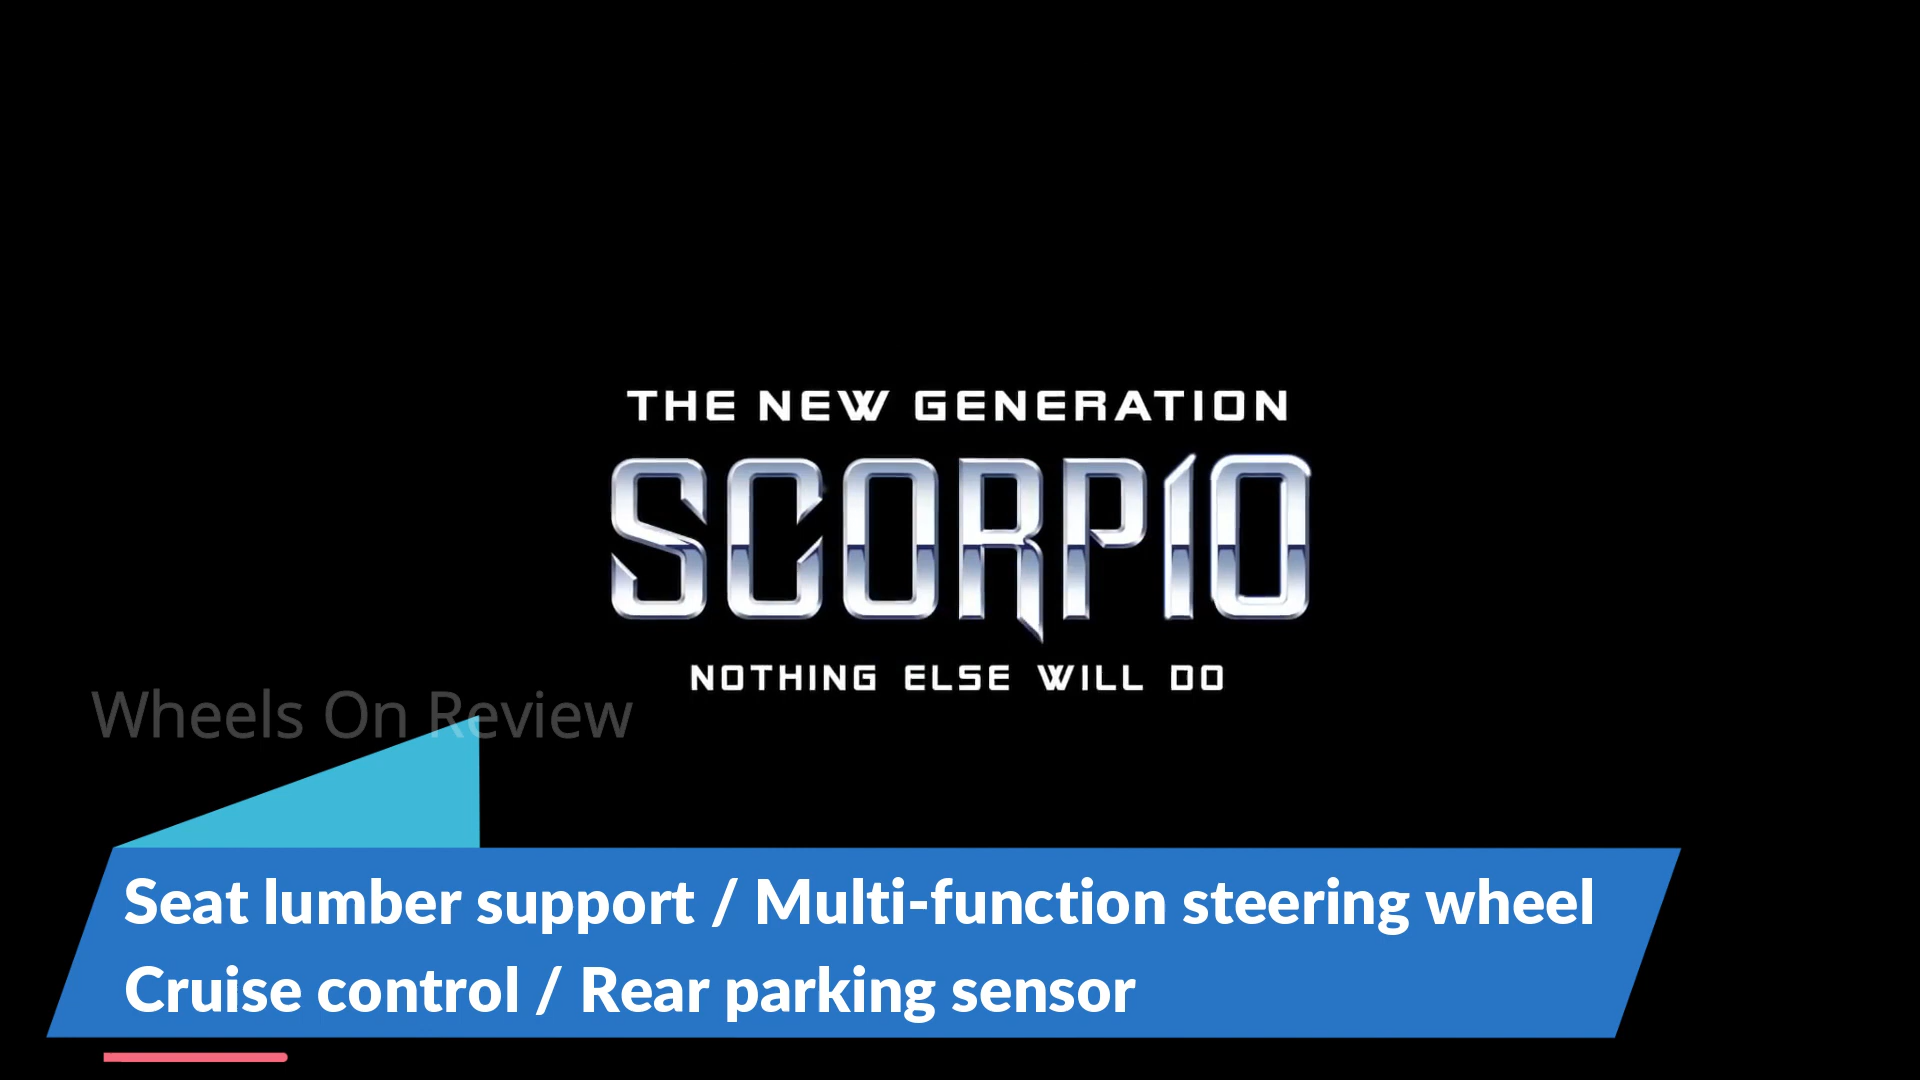 THE NEW GENERATION
SCORPIO
NOTHING ELSE WILL DO
Wheels On Review
Seat lumber support / Multi-function steering wheel
Cruise control / Rear parking sensor